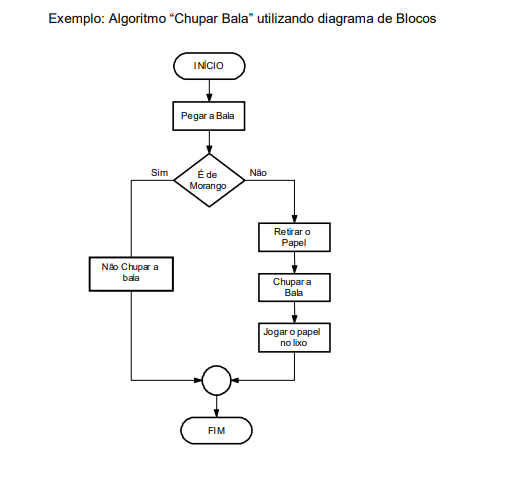 Exemplo: Algoritmo “Chupar Bala” utilizando diagrama de Blocos
INÍCIO
Pegar a Bala
É de
Morango
Sim
Não
Retirar o
Papel
Não Chupar a
bala
Chupar a
Bala
Jogar o papel
no lixo
FIM